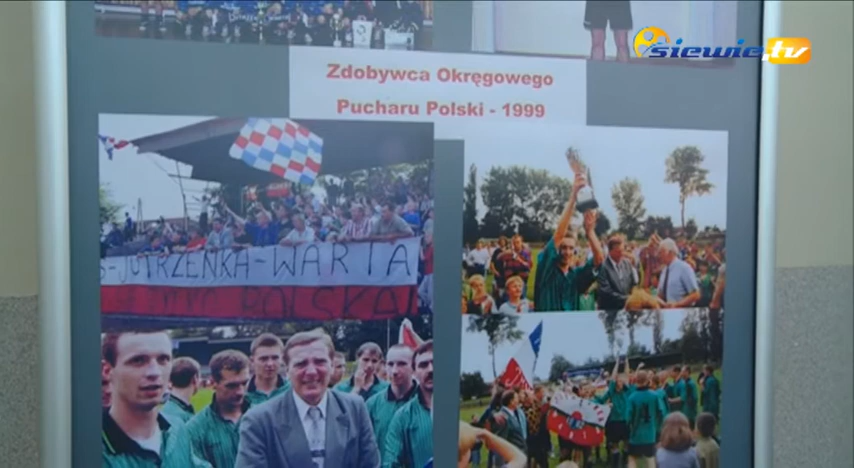 siewie.tv
Zdobywca Okręgowego
Pucharu Polski - 1999
S-JUTRZENKA-WARTA
POLSKA